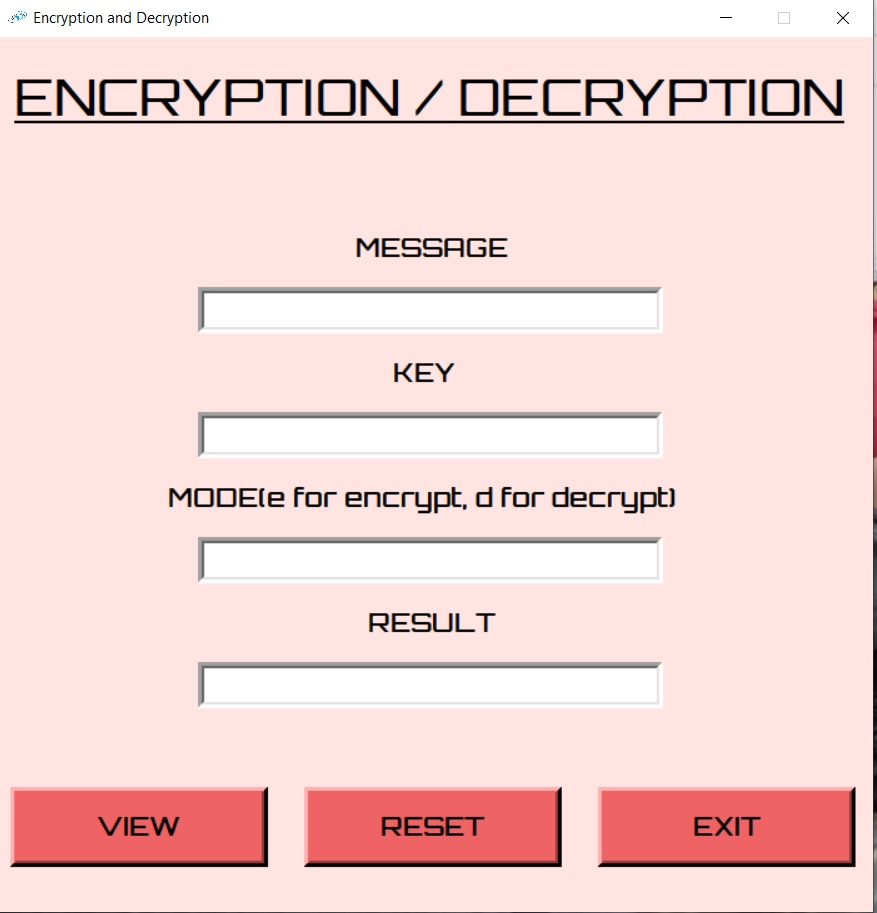 Encryption and Decryption
ENCRYPTION / DECRYPTION
MESSAGE
KEY
MODE(e for encrypt, d for decrypt)
RESULT
VIEW
RESET
EXIT